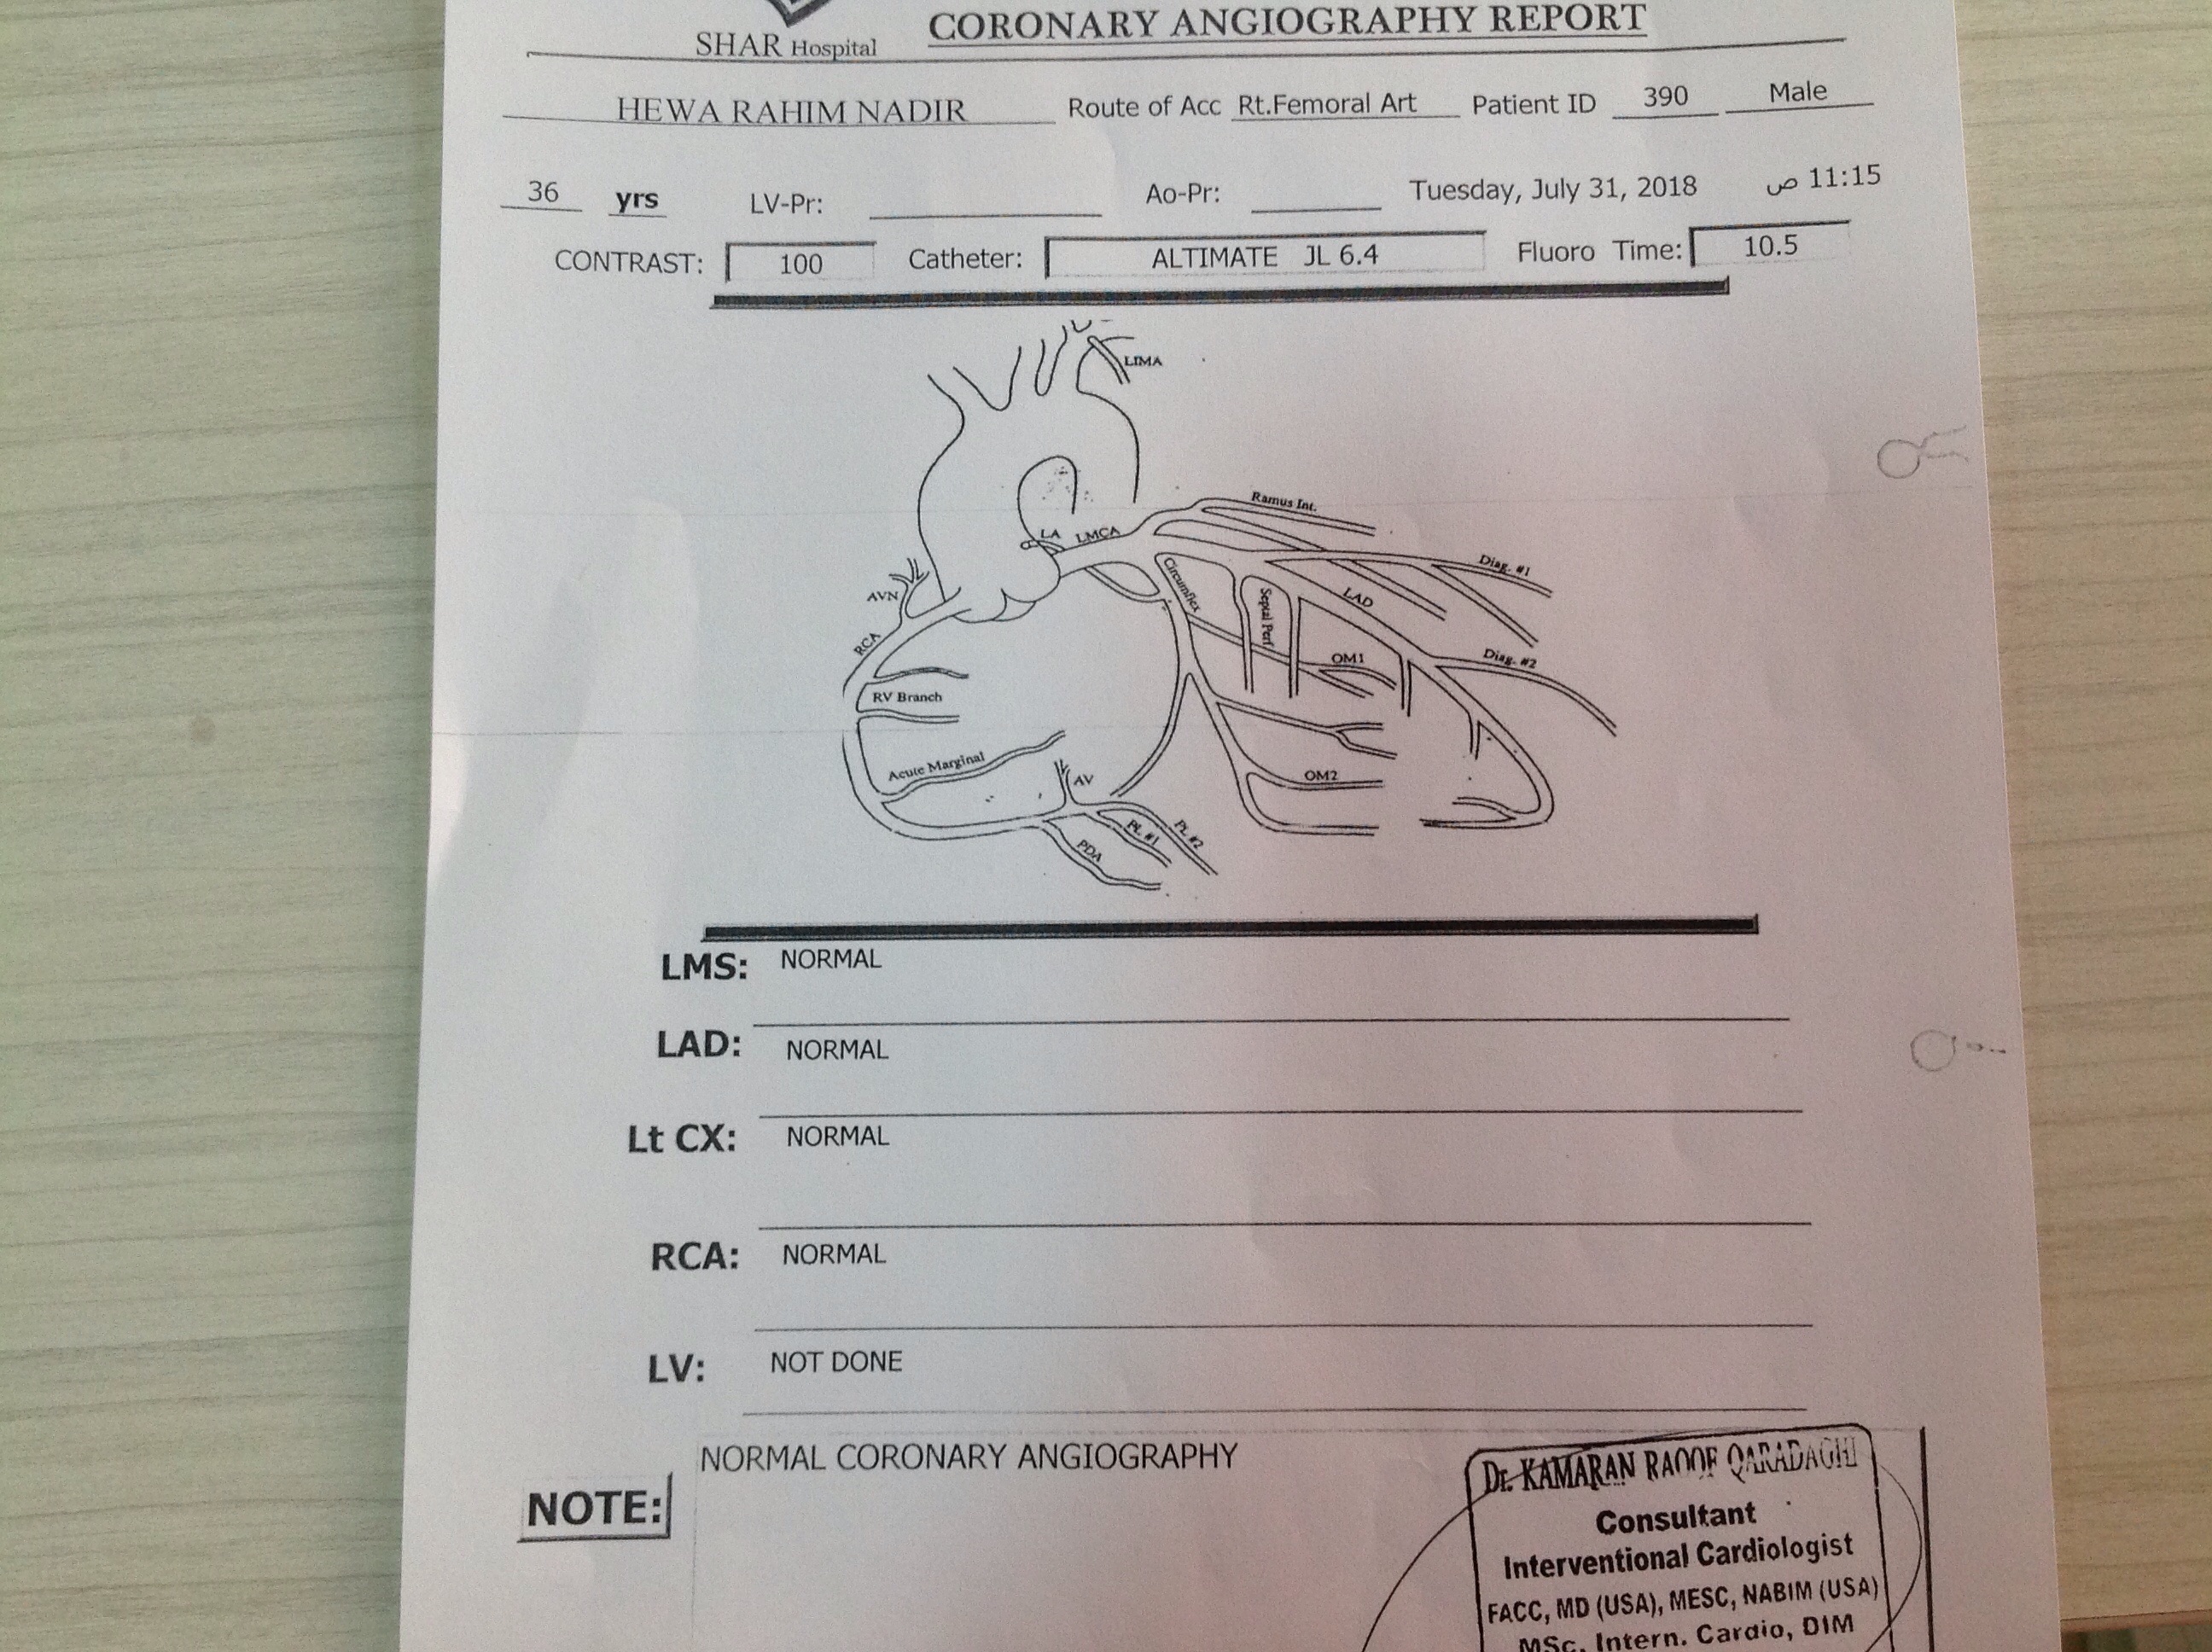 CORONARY ANGIOGRAPHY REPORT
SHAR Hospital
HEWA RAHIM NADIR Route of Acc Rt.Femoral Art Patient ID 390 Male
36 yrs LV-Pr: Ao-Pr: Tuesday, July 31, 2018 ص 11:15
CONTRAST: 100 Catheter: ALTIMATE JL 6.4 Fluoro Time: 10.5
LIMA
Ramus Int.
LA LMCA
Diag. #1
AVN
Circumflex
Septal Perf
LAD
RCA
OM1
Diag. #2
RV Branch
Acute Marginal
AV
OM2
PL #1
PL #2
PDA
LMS: NORMAL
LAD: NORMAL
Lt CX: NORMAL
RCA: NORMAL
LV: NOT DONE
NORMAL CORONARY ANGIOGRAPHY
NOTE:
Dr. KAMARAN RAOOF QARADAGHI
Consultant
Interventional Cardiologist
FACC, MD (USA), MESC, NABIM (USA)
MSc. Intern. Cardio, DIM